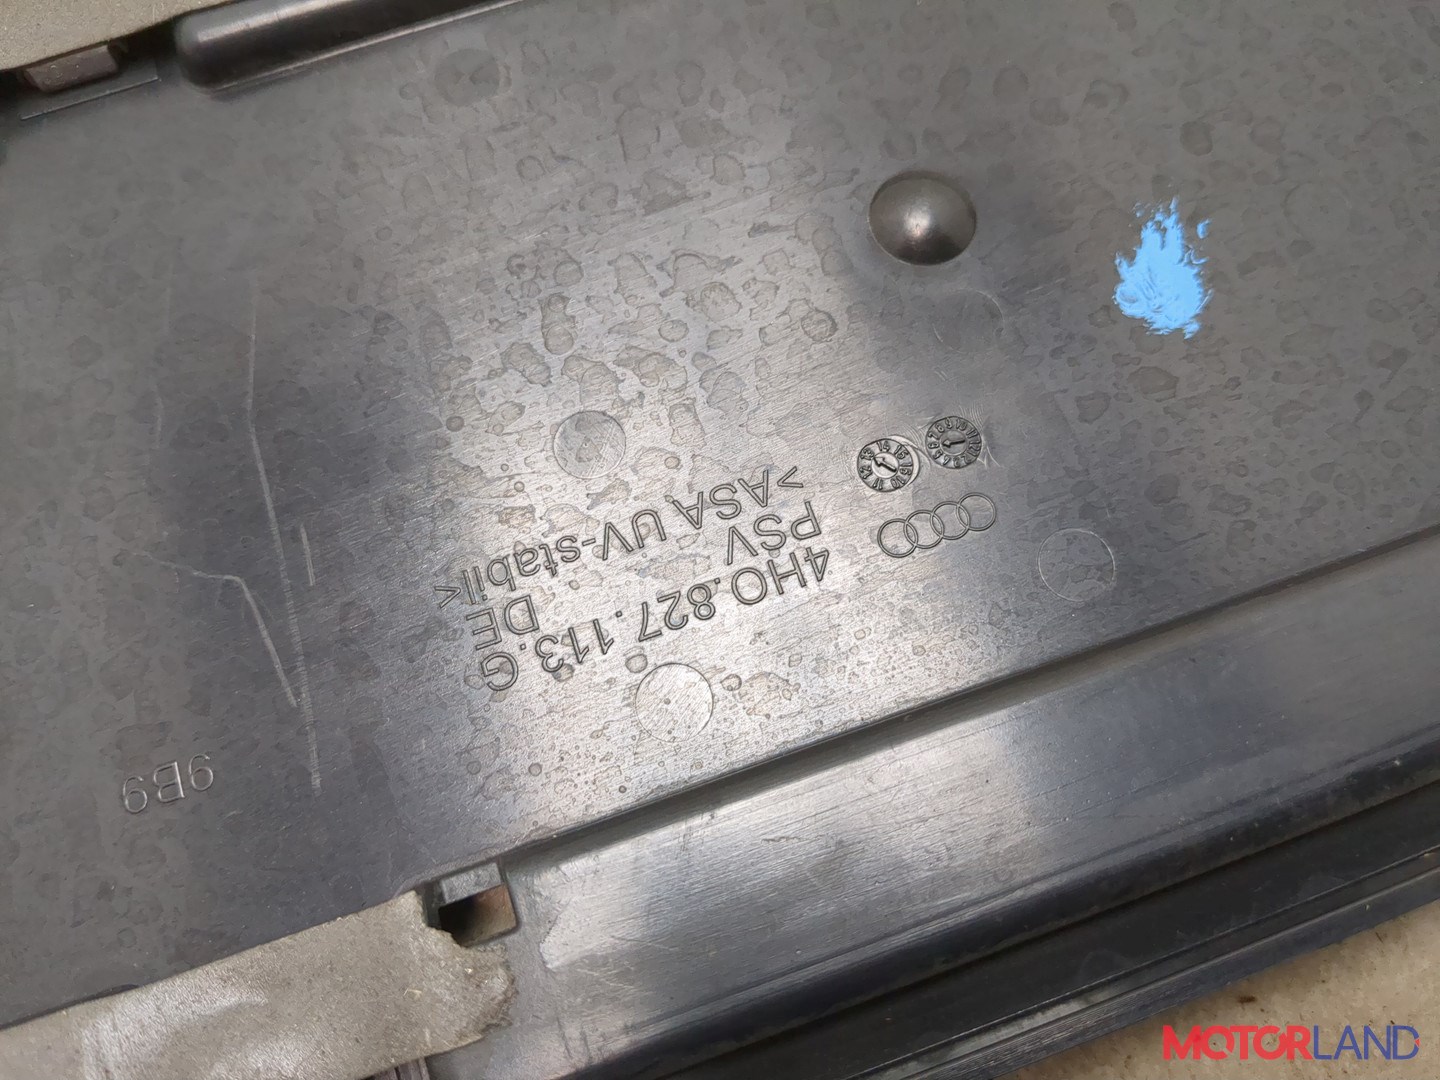 4H0.827.113.G
PSV DE
>ASA UV-stabil<
9B9
MOTORLAND